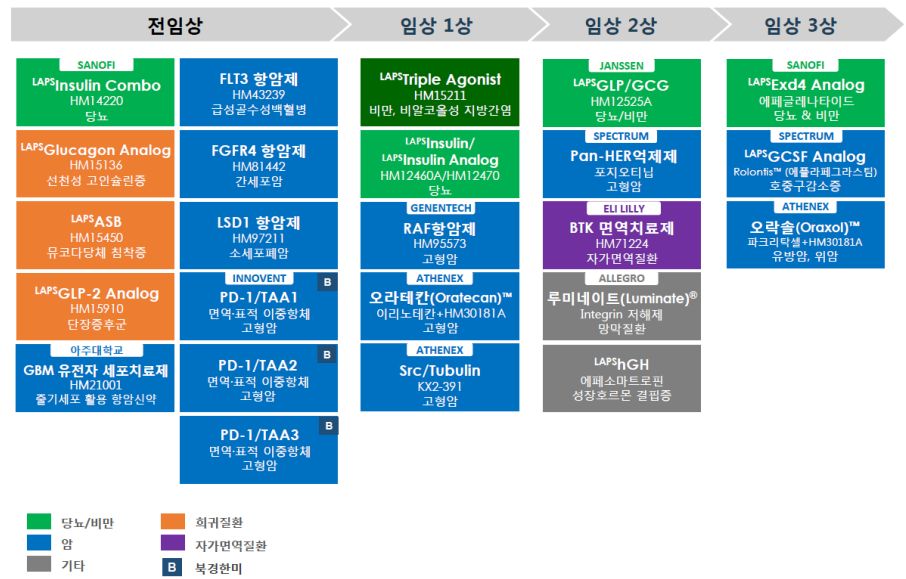 전임상
임상 1상
임상 2상
임상 3상
SANOFI
LAPSInsulin Combo
HM14220
당뇨
LAPSGlucagon Analog
HM15136
선천성 고인슐린증
LAPSASB
HM15450
뮤코다당체 침착증
LAPSGLP-2 Analog
HM15910
단장증후군
아주대학교
GBM 유전자 세포치료제
HM21001
줄기세포 활용 항암신약
FLT3 항암제
HM43239
급성골수성백혈병
FGFR4 항암제
HM81442
간세포암
LSD1 항암제
HM97211
소세포폐암
INNOVENT
B
PD-1/TAA1
면역·표적 이중항체
고형암
B
PD-1/TAA2
면역·표적 이중항체
고형암
B
PD-1/TAA3
면역·표적 이중항체
고형암
LAPSTriple Agonist
HM15211
비만, 비알코올성 지방간염
LAPSInsulin/
LAPSInsulin Analog
HM12460A/HM12470
당뇨
GENENTECH
RAF항암제
HM95573
고형암
ATHENEX
오라테칸(Oratecan)™
이리노테칸+HM30181A
고형암
ATHENEX
Src/Tubulin
KX2-391
고형암
JANSSEN
LAPSGLP/GCG
HM12525A
당뇨/비만
SPECTRUM
Pan-HER억제제
포지오티닙
고형암
ELI LILLY
BTK 면역치료제
HM71224
자가면역질환
ALLEGRO
루미네이트(Luminate)®
Integrin 저해제
망막질환
LAPShGH
에페소마트로핀
성장호르몬 결핍증
SANOFI
LAPSExd4 Analog
에페글레나타이드
당뇨 & 비만
SPECTRUM
LAPSGCSF Analog
Rolontis™ (에플라페그라스팀)
호중구감소증
ATHENEX
오락솔(Oraxol)™
파크리탁셀+HM30181A
유방암, 위암
당뇨/비만
희귀질환
암
자가면역질환
기타
B 북경한미